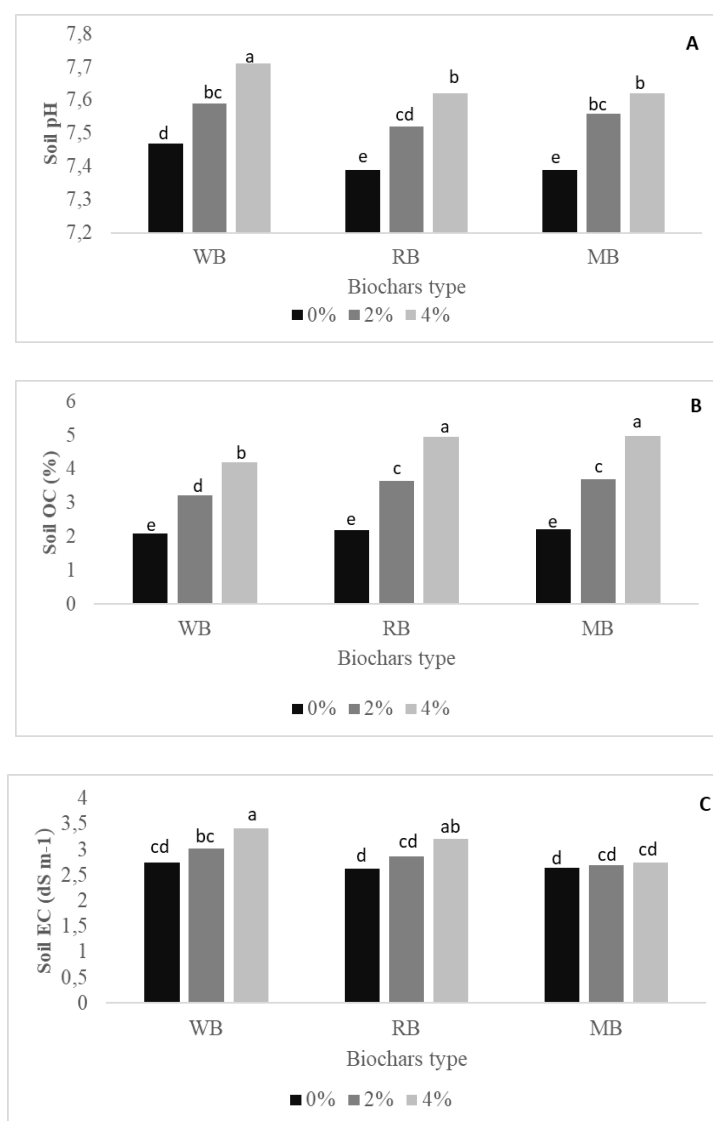 A
7,8
7,7
7,6
7,5
7,4
7,3
7,2
Soil pH
d bc a e cd b e bc b
WB RB MB
Biochars type
0% 2% 4%
B
6
5
4
3
2
1
0
Soil OC (%)
e d b e c a e c a
WB RB MB
Biochars type
0% 2% 4%
C
4
3,5
3
2,5
2
1,5
1
0,5
0
Soil EC (dS m-1)
cd bc a d cd ab d cd cd
WB RB MB
Biochars type
0% 2% 4%